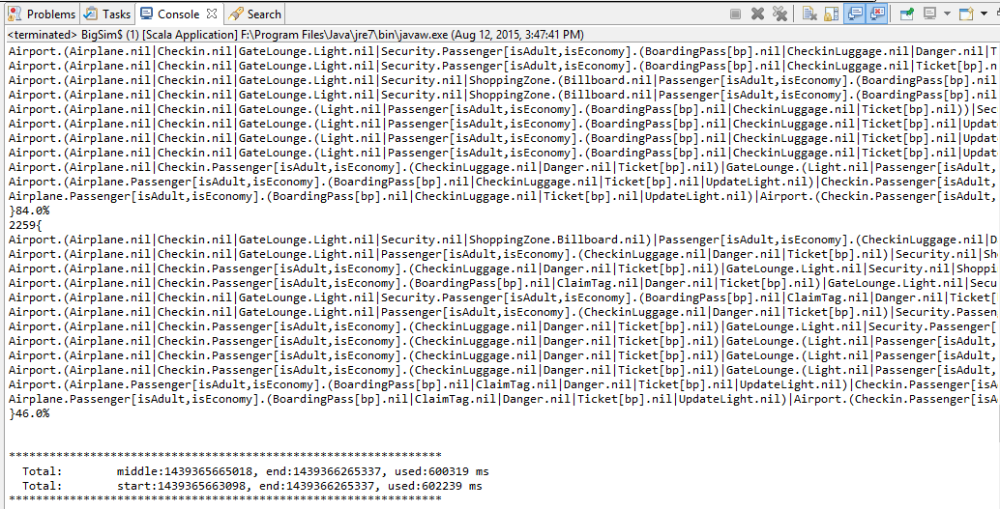 Problems Tasks Console Search
<terminated> BigSim$ (1) [Scala Application] F:\Program Files\Java\jre7\bin\javaw.exe (Aug 12, 2015, 3:47:41 PM)
Airport.(Airplane.nil|Checkin.nil|GateLounge.Light.nil|Security.Passenger[isAdult,isEconomy].(BoardingPass[bp].nil|CheckinLuggage.nil|Danger.nil|T
Airport.(Airplane.nil|Checkin.nil|GateLounge.Light.nil|Security.Passenger[isAdult,isEconomy].(BoardingPass[bp].nil|CheckinLuggage.nil|Ticket[bp].n
Airport.(Airplane.nil|Checkin.nil|GateLounge.Light.nil|Security.nil|ShoppingZone.(Billboard.nil|Passenger[isAdult,isEconomy].(BoardingPass[bp].nil
Airport.(Airplane.nil|Checkin.nil|GateLounge.Light.nil|Security.nil|ShoppingZone.(Billboard.nil|Passenger[isAdult,isEconomy].(BoardingPass[bp].nil
Airport.(Airplane.nil|Checkin.nil|GateLounge.(Light.nil|Passenger[isAdult,isEconomy].(BoardingPass[bp].nil|CheckinLuggage.nil|Ticket[bp].nil))|Sec
Airport.(Airplane.nil|Checkin.nil|GateLounge.(Light.nil|Passenger[isAdult,isEconomy].(BoardingPass[bp].nil|CheckinLuggage.nil|Ticket[bp].nil|Updat
Airport.(Airplane.nil|Checkin.nil|GateLounge.(Light.nil|Passenger[isAdult,isEconomy].(BoardingPass[bp].nil|CheckinLuggage.nil|Ticket[bp].nil|Updat
Airport.(Airplane.nil|Checkin.nil|GateLounge.(Light.nil|Passenger[isAdult,isEconomy].(BoardingPass[bp].nil|CheckinLuggage.nil|Ticket[bp].nil|Updat
Airport.(Airplane.nil|Checkin.Passenger[isAdult,isEconomy].(CheckinLuggage.nil|Danger.nil|Ticket[bp].nil)|GateLounge.(Light.nil|Passenger[isAdult,
Airport.(Airplane.Passenger[isAdult,isEconomy].(BoardingPass[bp].nil|CheckinLuggage.nil|Ticket[bp].nil|UpdateLight.nil)|Checkin.Passenger[isAdult,
Airplane.Passenger[isAdult,isEconomy].(BoardingPass[bp].nil|CheckinLuggage.nil|Ticket[bp].nil|UpdateLight.nil)|Airport.(Checkin.Passenger[isAdult,
}84.0%
2259{
Airport.(Airplane.nil|Checkin.nil|GateLounge.Light.nil|Security.nil|ShoppingZone.Billboard.nil)|Passenger[isAdult,isEconomy].(CheckinLuggage.nil|D
Airport.(Airplane.nil|Checkin.nil|GateLounge.Light.nil|Passenger[isAdult,isEconomy].(CheckinLuggage.nil|Danger.nil|Ticket[bp].nil)|Security.nil|Sh
Airport.(Airplane.nil|Checkin.Passenger[isAdult,isEconomy].(CheckinLuggage.nil|Danger.nil|Ticket[bp].nil)|GateLounge.Light.nil|Security.nil|Shoppi
Airport.(Airplane.nil|Checkin.Passenger[isAdult,isEconomy].(BoardingPass[bp].nil|ClaimTag.nil|Danger.nil|Ticket[bp].nil)|GateLounge.Light.nil|Secu
Airport.(Airplane.nil|Checkin.nil|GateLounge.Light.nil|Security.Passenger[isAdult,isEconomy].(BoardingPass[bp].nil|ClaimTag.nil|Danger.nil|Ticket[
Airport.(Airplane.nil|Checkin.nil|GateLounge.Light.nil|Passenger[isAdult,isEconomy].(CheckinLuggage.nil|Danger.nil|Ticket[bp].nil)|Security.Passen
Airport.(Airplane.nil|Checkin.Passenger[isAdult,isEconomy].(CheckinLuggage.nil|Danger.nil|Ticket[bp].nil)|GateLounge.Light.nil|Security.Passenger[
Airport.(Airplane.nil|Checkin.Passenger[isAdult,isEconomy].(CheckinLuggage.nil|Danger.nil|Ticket[bp].nil)|GateLounge.(Light.nil|Passenger[isAdult,
Airport.(Airplane.nil|Checkin.Passenger[isAdult,isEconomy].(CheckinLuggage.nil|Danger.nil|Ticket[bp].nil)|GateLounge.(Light.nil|Passenger[isAdult,
Airport.(Airplane.nil|Checkin.Passenger[isAdult,isEconomy].(CheckinLuggage.nil|Danger.nil|Ticket[bp].nil)|GateLounge.(Light.nil|Passenger[isAdult,
Airport.(Airplane.Passenger[isAdult,isEconomy].(BoardingPass[bp].nil|ClaimTag.nil|Danger.nil|Ticket[bp].nil|UpdateLight.nil)|Checkin.Passenger[isA
Airplane.Passenger[isAdult,isEconomy].(BoardingPass[bp].nil|ClaimTag.nil|Danger.nil|Ticket[bp].nil|UpdateLight.nil)|Airport.(Checkin.Passenger[isA
}46.0%
****************************************************************
Total: middle:1439365665018, end:1439366265337, used:600319 ms
Total: start:1439365663098, end:1439366265337, used:602239 ms
****************************************************************